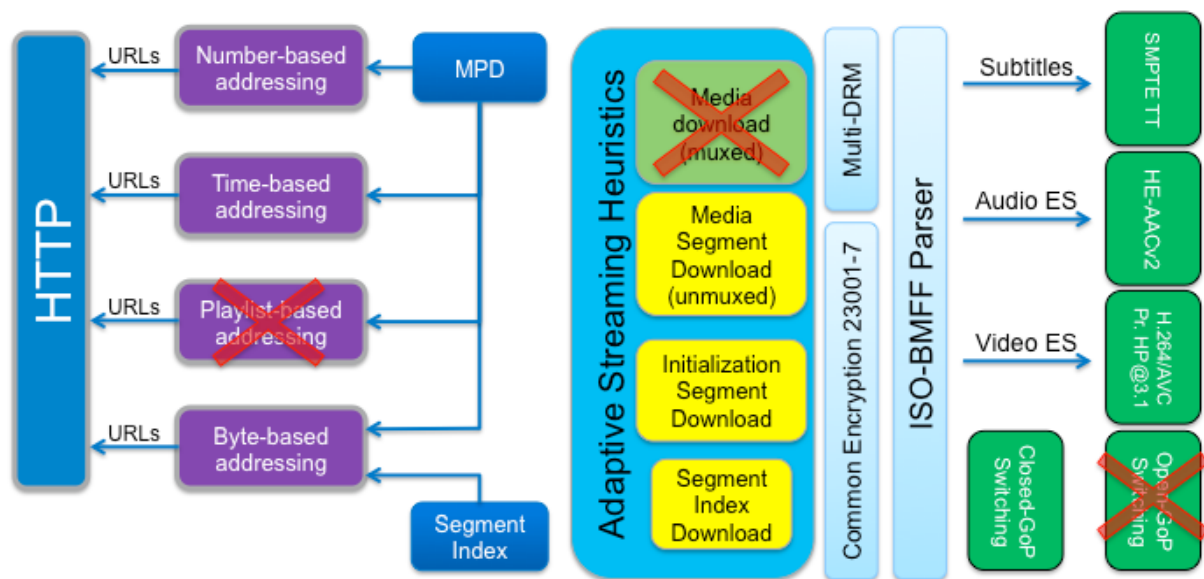 HTTP
URLs
Number-based
addressing
MPD
URLs
Time-based
addressing
URLs
Playlist-based
addressing
URLs
Byte-based
addressing
Segment
Index
Adaptive Streaming Heuristics
Media
download
(muxed)
Media
Segment
Download
(unmuxed)
Initialization
Segment
Download
Segment
Index
Download
Multi-DRM
Common Encryption 23001-7
ISO-BMFF Parser
Subtitles
SMPTE TT
Audio ES
HE-AACv2
Video ES
H.264/AVC
Pr. HP@3.1
Closed-GoP
Switching
Open-GoP
Switching